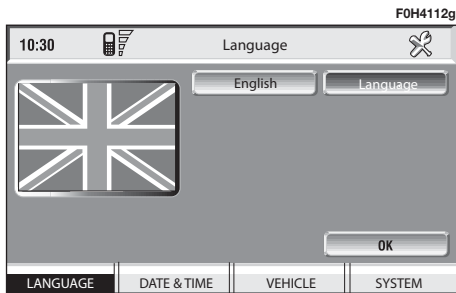 F0H4112g
10:30 Language
English Language
OK
LANGUAGE DATE & TIME VEHICLE SYSTEM